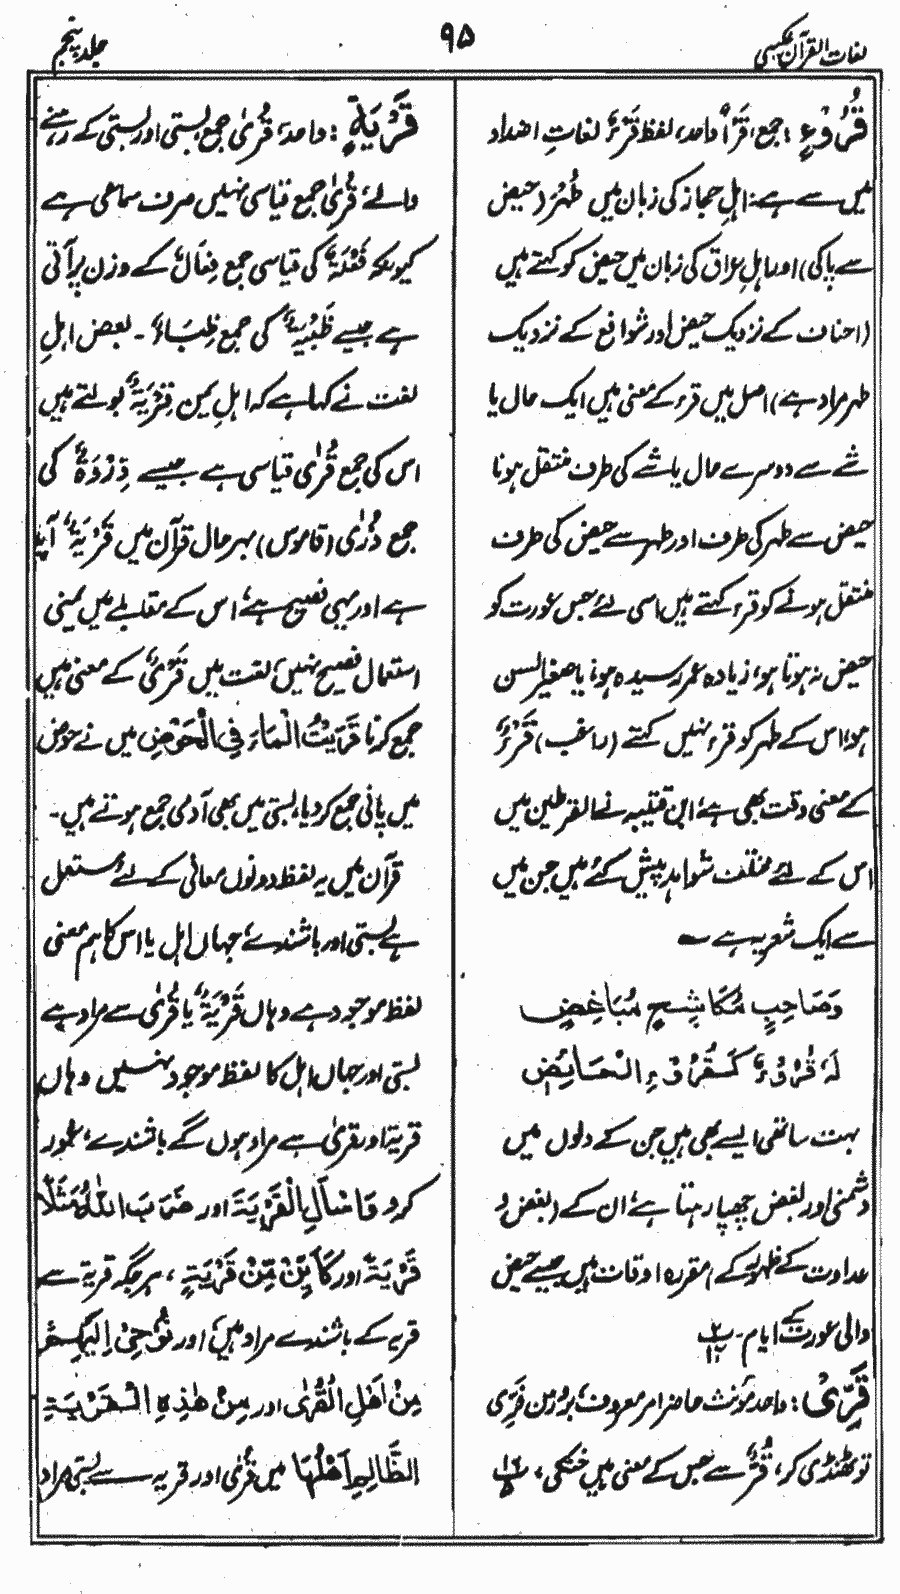 لغات القرآن عکسی
۹۵
جلد پنجم
قُرُوْءٍ : جمع، قَرْأٌ واحد، لفظ قَرْءٌ لغاتِ اضداد
میں سے ہے: اہلِ حجاز کی زبان میں طُہْر (حیض
سے پاکی) اور اہلِ عراق کی زبان میں حیض کو کہتے ہیں
(احناف کے نزدیک حیض اور شوافع کے نزدیک
طہر مراد ہے) اصل میں قرء کے معنی ہیں ایک حال یا
شے سے دوسرے حال یا شے کی طرف منتقل ہونا
حیض سے طہر کی طرف اور طہر سے حیض کی طرف
منتقل ہونے کو قرء کہتے ہیں اسی لئے جس عورت کو
حیض نہ ہوتا ہو، زیادہ عمر رسیدہ ہو، یا صغیر السن
ہو، اس کے طہر کو قرء نہیں کہتے (راغب) قَرْءٌ
کے معنی وقت بھی ہے، ابن قتیبہ نے القرطین میں
اس کے لئے مختلف شواہد پیش کئے ہیں جن میں
سے ایک شعر یہ ہے
وَصَاحِبٍ مُكَاشِحٍ مُبَاغِضٍ
لَهٗ قُرُوْءٌ كَقُرُوْءِ الْحَائِضِ
بہت ساتھی ایسے بھی ہیں جن کے دلوں میں
دشمنی اور بغض چھپا رہتا ہے، ان کے (بغض و
عداوت کے ظہور کے) مقررہ اوقات ہیں جیسے حیض
والی عورت کے ایام۔ پ ۲/۱۲
قَرِّیْ : واحد مؤنث حاضر امر معروف، بروزن فَرِّی
تو ٹھنڈی کر، قُرٌّ سے جس کے معنی ہیں خنکی، پ ۱۶/۵
قَرْیَةٍ : واحد، قُرٰی جمع، بستی اور بستی کے رہنے
والے، قُرٰی جمع قیاسی نہیں صرف سماعی ہے
کیونکہ فَعْلَةٌ کی قیاسی جمع فِعَالٌ کے وزن پر آتی
ہے جیسے ظَبْیَةٌ کی جمع ظِبَاءٌ۔ بعض اہلِ
لغت نے کہا ہے کہ اہلِ یمن قِرْیَةٌ بولتے ہیں
اس کی جمع قُرٰی قیاسی ہے جیسے ذِرْوَةٌ کی
جمع ذُرٰی (قاموس) بہر حال قرآن میں قَرْیَةٌ آیا
ہے اور یہی فصیح ہے، اس کے مقابلے میں یمنی
استعمال فصیح نہیں، لغت میں قَرْیٌ کے معنی ہیں
جمع کرنا قَرَیْتُ الْمَاءَ فِی الْحَوْضِ میں نے حوض
میں پانی جمع کر دیا، بستی میں بھی آدمی جمع ہوتے ہیں۔
قرآن میں یہ لفظ دونوں معانی کے لئے مستعمل
ہے بستی اور باشندے، جہاں اہل یا اس کا ہم معنی
لفظ موجود ہے وہاں قَرْیَةٌ یا قُرٰی سے مراد ہے
بستی اور جہاں اہل کا لفظ موجود نہیں وہاں
قریۃ اور قریٰ سے مراد ہوں گے باشندے، غور
کرو فَاسْأَلِ الْقَرْيَةَ اور ضَرَبَ اللّٰهُ مَثَلًا
قَرْيَةً اور كَأَيِّنْ مِّنْ قَرْيَةٍ ، ہر جگہ قریۃ سے
قریہ کے باشندے مراد ہیں، اور نُوْحِیْ اِلَیْهِمْ
مِنْ اَهْلِ الْقُرٰی اور مِنْ هٰذِهِ الْقَرْيَةِ
الظَّالِمِ اَهْلُهَا میں قُرٰی اور قریہ سے بستی مراد